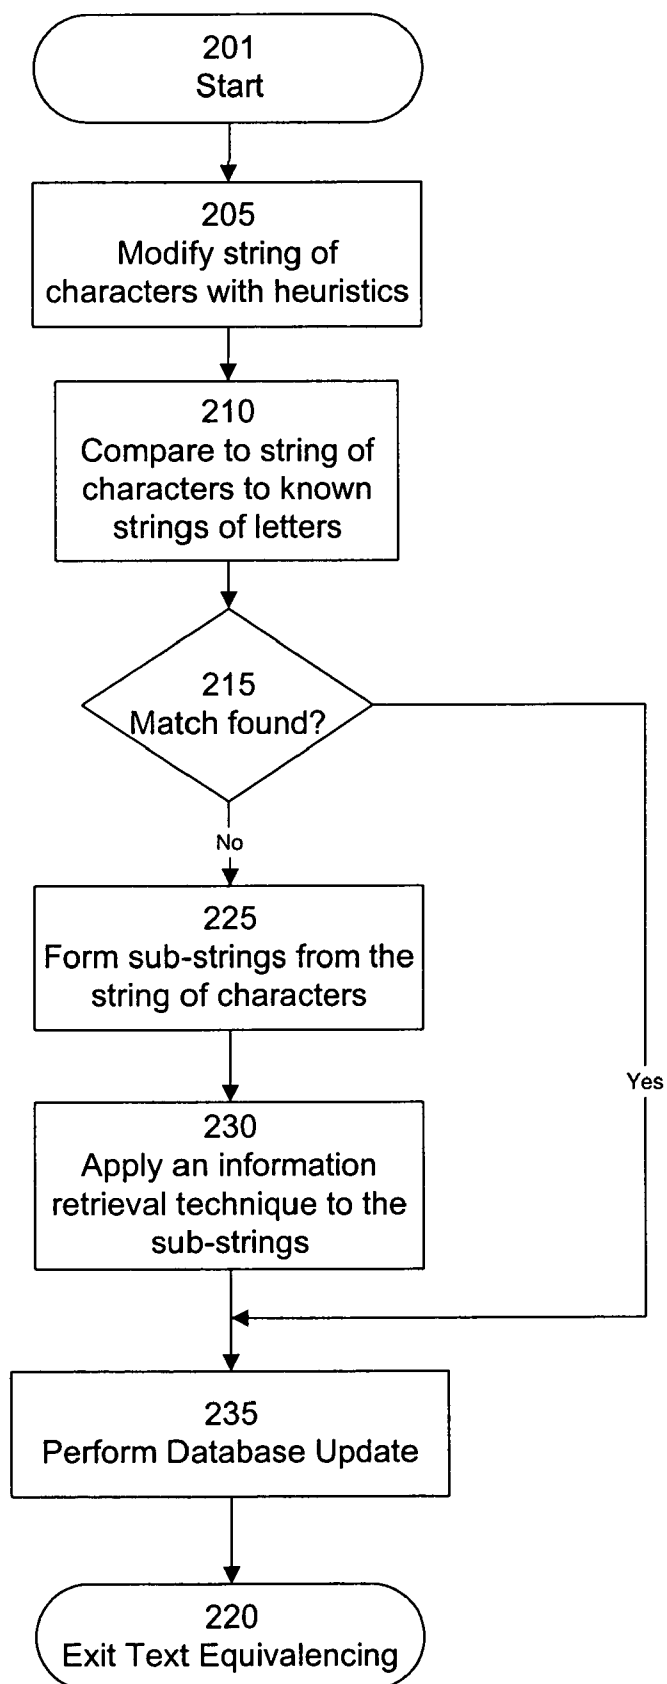 201
Start
205
Modify string of
characters with heuristics
210
Compare to string of
characters to known
strings of letters
215
Match found?
No
225
Form sub-strings from the
string of characters
Yes
230
Apply an information
retrieval technique to the
sub-strings
235
Perform Database Update
220
Exit Text Equivalencing